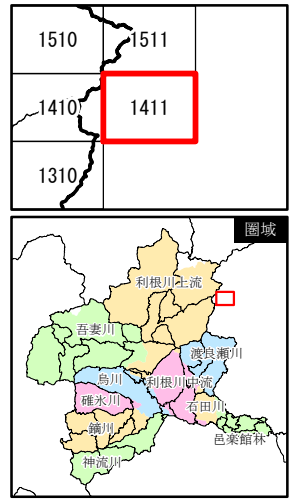 1510 1511
1410 1411
1310
圏域
利根川上流
吾妻川
渡良瀬川
烏川 利根川中流
碓氷川
石田川
鏑川
邑楽館林
神流川